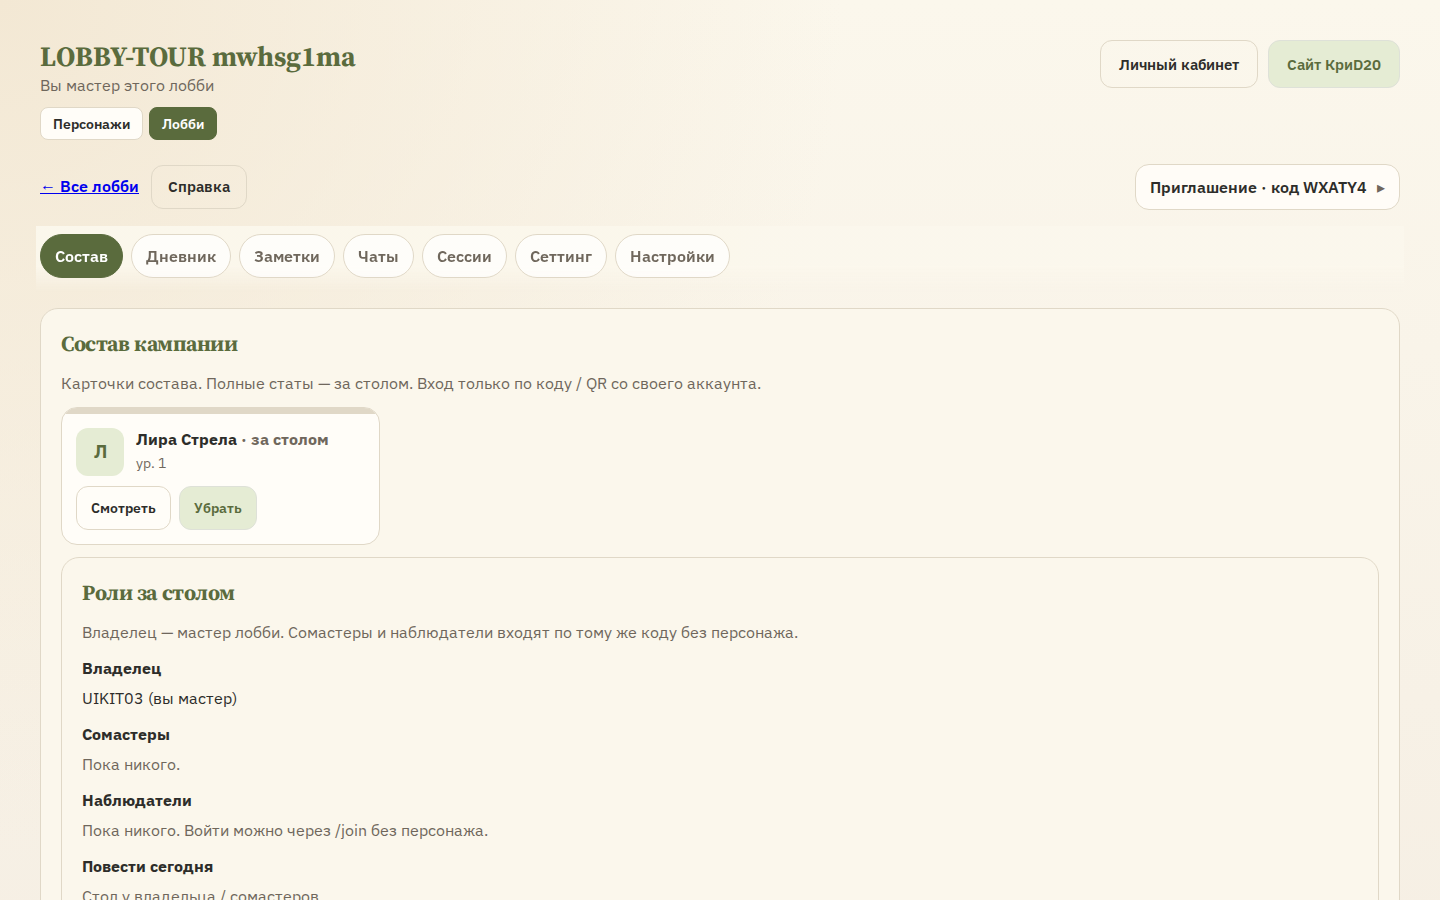 LOBBY-TOUR mwhsg1ma
Вы мастер этого лобби
Личный кабинет
Сайт КриD20
Персонажи
Лобби
← Все лобби
Справка
Приглашение · код WXATY4 ▸
Состав
Дневник
Заметки
Чаты
Сессии
Сеттинг
Настройки
Состав кампании
Карточки состава. Полные статы — за столом. Вход только по коду / QR со своего аккаунта.
Л
Лира Стрела · за столом
ур. 1
Смотреть
Убрать
Роли за столом
Владелец — мастер лобби. Сомастеры и наблюдатели входят по тому же коду без персонажа.
Владелец
UIKIT03 (вы мастер)
Сомастеры
Пока никого.
Наблюдатели
Пока никого. Войти можно через /join без персонажа.
Повести сегодня
Стол у владельца / сомастеров